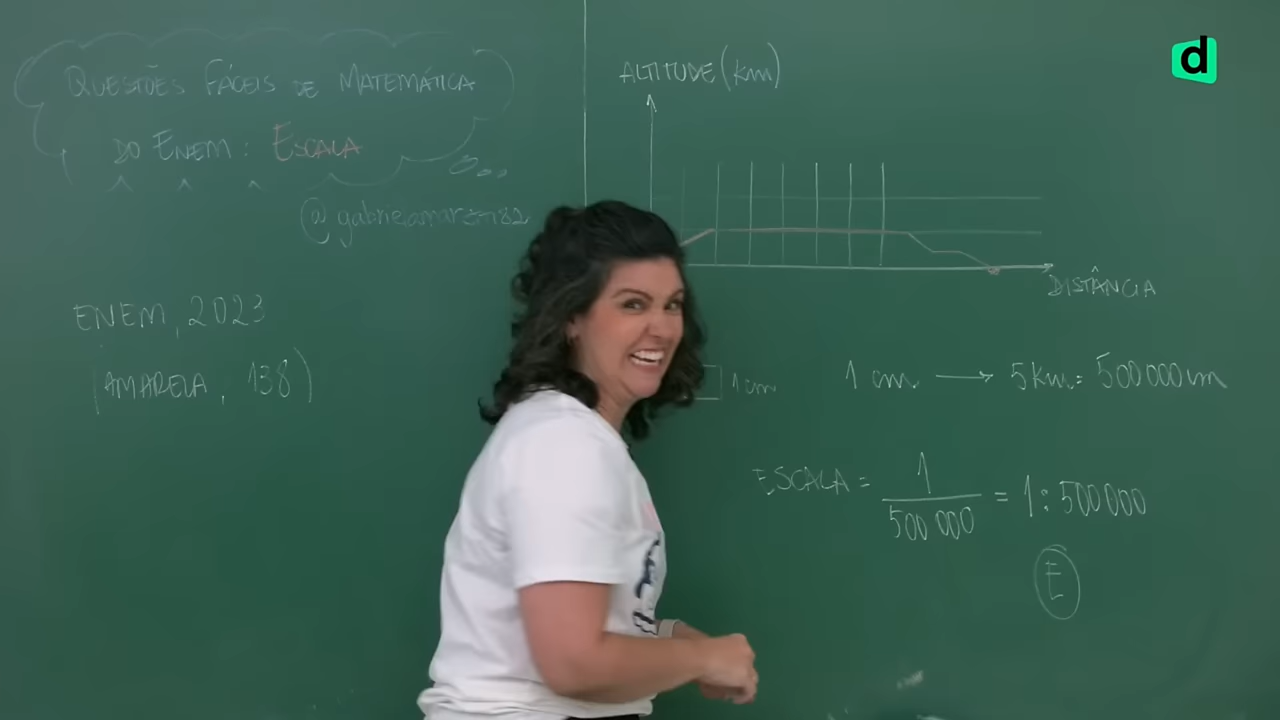 QUESTÕES FÁCEIS DE MATEMÁTICA
DO ENEM: ESCALA
ENEM, 2023
(AMARELA, 138)
ALTITUDE (km)
DISTÂNCIA
1 cm
1 cm → 5 km = 500 000 cm
ESCALA = 1 / 500 000 = 1 : 500 000
E
d